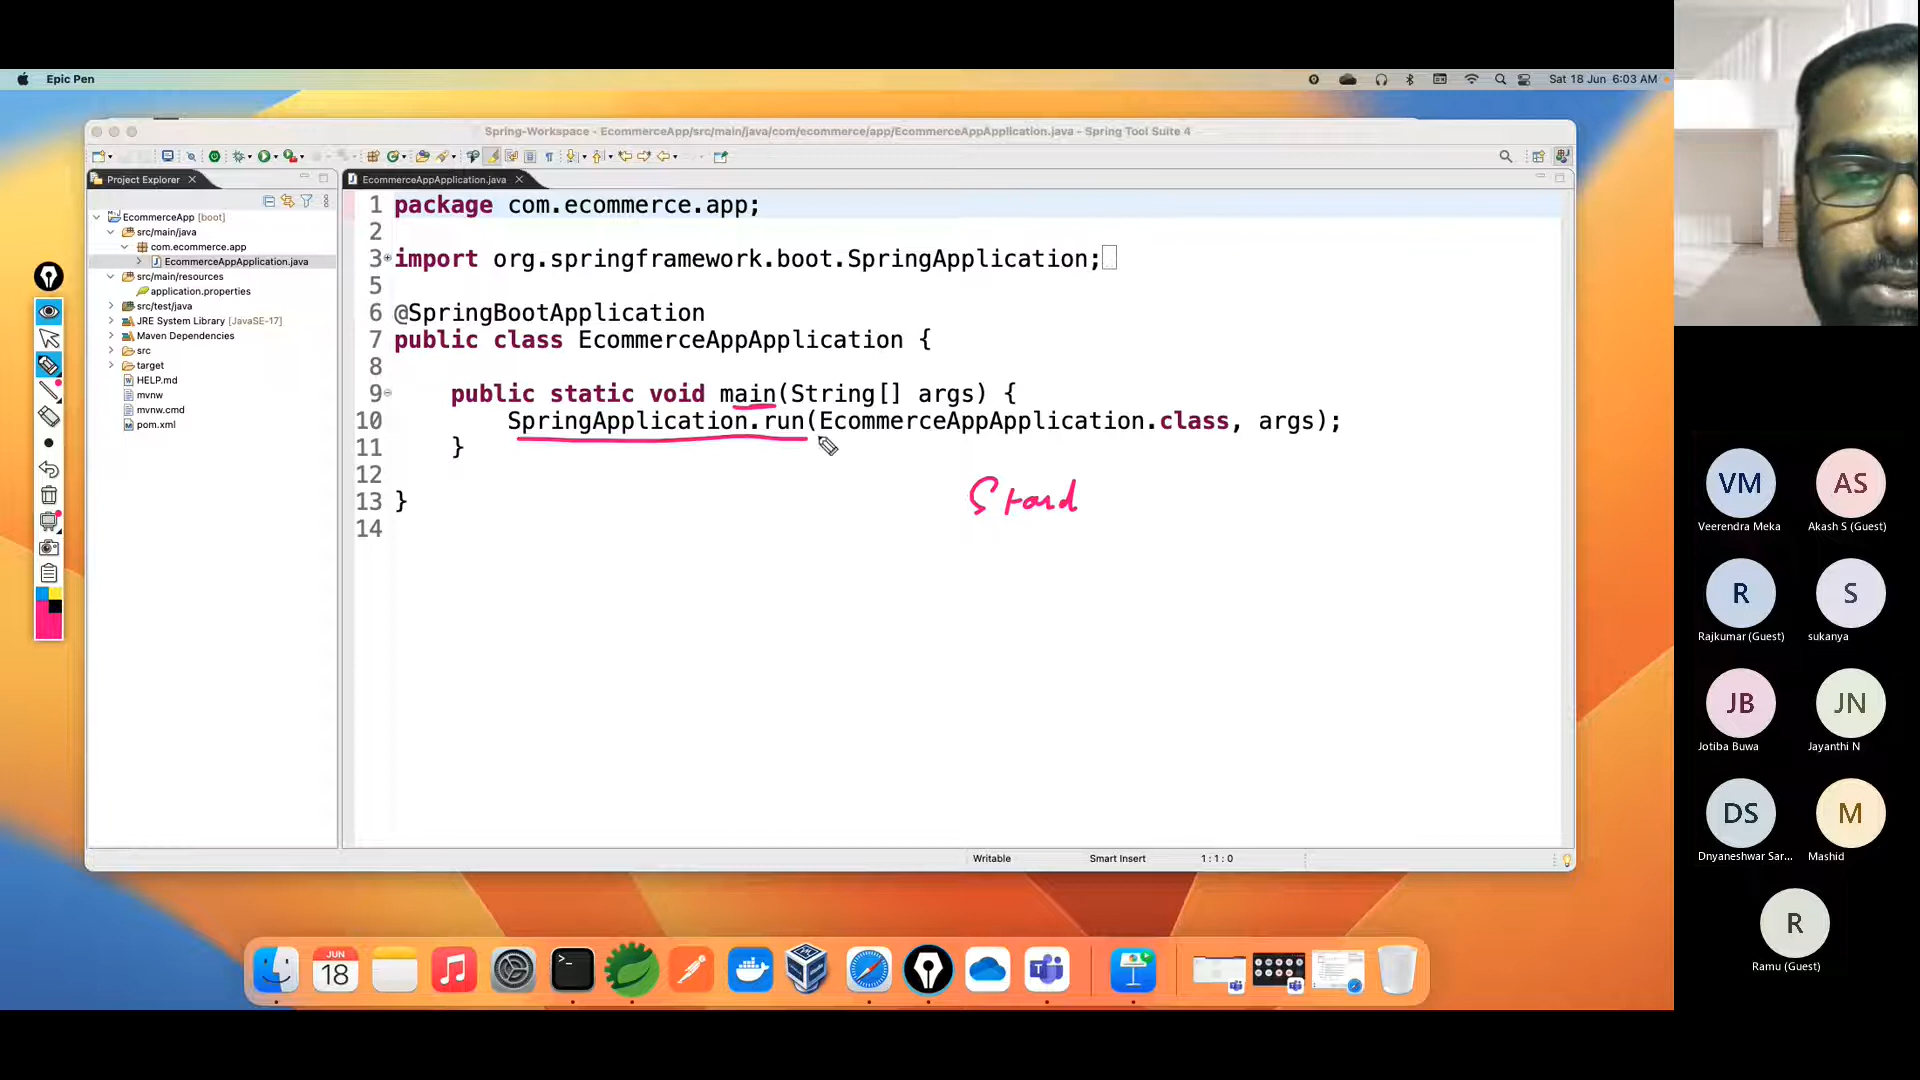 Epic Pen
Sat 18 Jun 6:03 AM
Spring-Workspace - EcommerceApp/src/main/java/com/ecommerce/app/EcommerceAppApplication.java - Spring Tool Suite 4
Project Explorer
EcommerceApp [boot]
src/main/java
com.ecommerce.app
EcommerceAppApplication.java
src/main/resources
application.properties
src/test/java
JRE System Library [JavaSE-17]
Maven Dependencies
src
target
HELP.md
mvnw
mvnw.cmd
pom.xml
EcommerceAppApplication.java
1 package com.ecommerce.app;
2
3 import org.springframework.boot.SpringApplication;
5
6 @SpringBootApplication
7 public class EcommerceAppApplication {
8
9 public static void main(String[] args) {
10 SpringApplication.run(EcommerceAppApplication.class, args);
11 }
12
13 }
14
Stand
Writable
Smart Insert
1 : 1 : 0
JUN
18
VM
Veerendra Meka
AS
Akash S (Guest)
R
Rajkumar (Guest)
S
sukanya
JB
Jotiba Buwa
JN
Jayanthi N
DS
Dnyaneshwar Sar...
M
Mashid
R
Ramu (Guest)